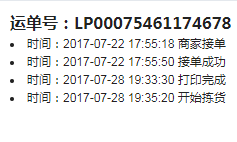 运单号：LP00075461174678
• 时间：2017-07-22 17:55:18 商家接单
• 时间：2017-07-22 17:55:50 接单成功
• 时间：2017-07-28 19:33:30 打印完成
• 时间：2017-07-28 19:35:20 开始拣货